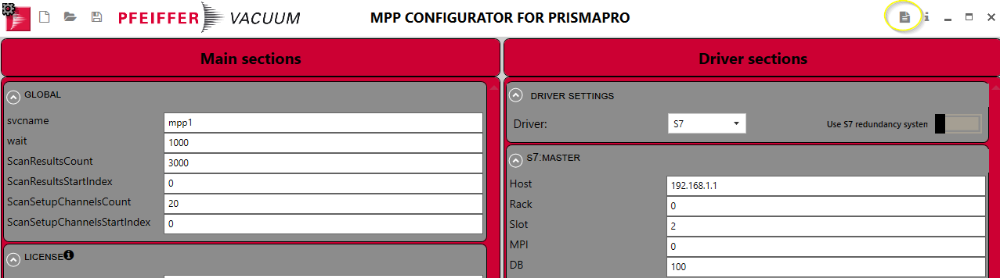 PFEIFFER VACUUM MPP CONFIGURATOR FOR PRISMAPRO
Main sections
Driver sections
GLOBAL
svcname mpp1
wait 1000
ScanResultsCount 3000
ScanResultsStartIndex 0
ScanSetupChannelsCount 20
ScanSetupChannelsStartIndex 0
LICENSE
DRIVER SETTINGS
Driver: S7 Use S7 redundancy systen
S7:MASTER
Host 192.168.1.1
Rack 0
Slot 2
MPI 0
DB 100